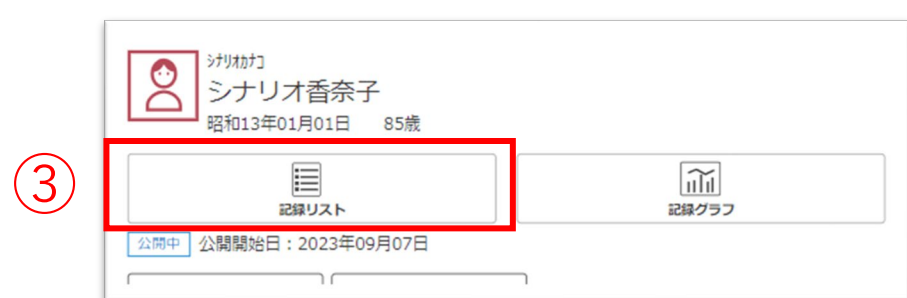 シナリオカナコ
シナリオ香奈子
昭和13年01月01日 85歳
③
記録リスト
記録グラフ
公開中 公開開始日：2023年09月07日